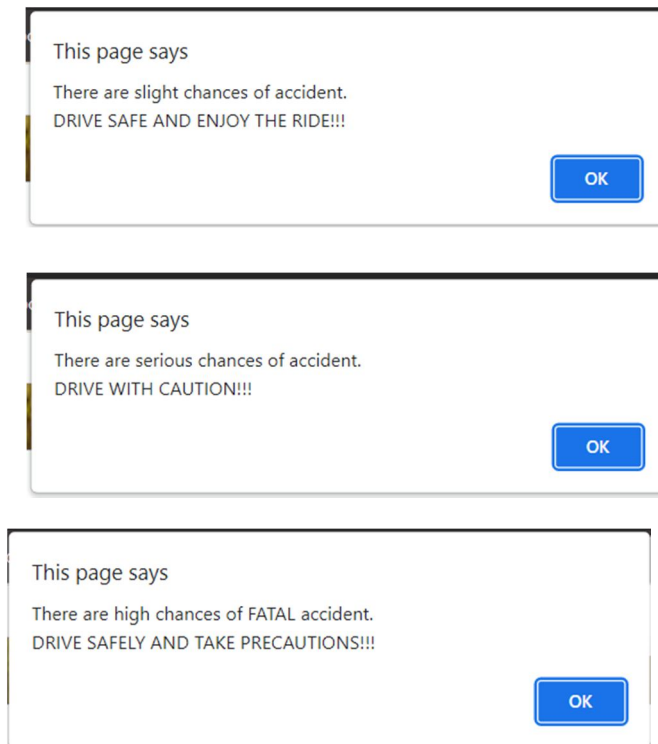 This page says
There are slight chances of accident.
DRIVE SAFE AND ENJOY THE RIDE!!!
OK
This page says
There are serious chances of accident.
DRIVE WITH CAUTION!!!
OK
This page says
There are high chances of FATAL accident.
DRIVE SAFELY AND TAKE PRECAUTIONS!!!
OK